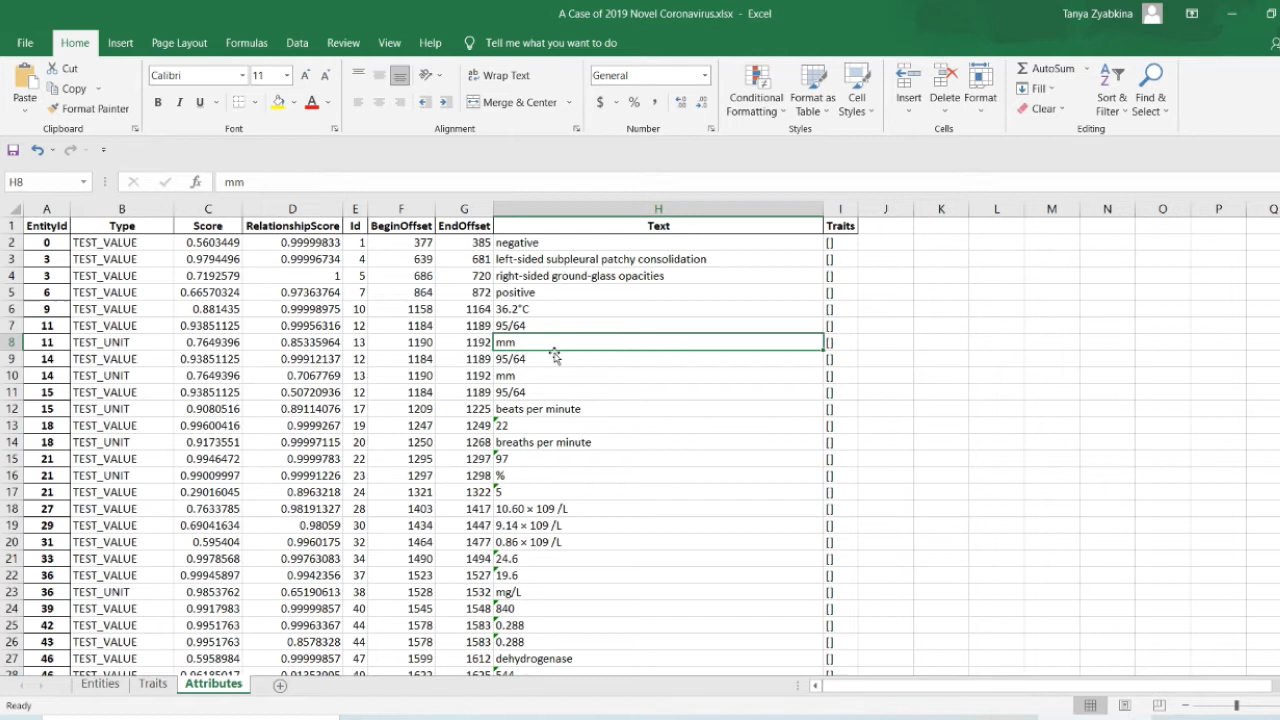 A Case of 2019 Novel Coronavirus.xlsx - Excel
Tanya Zyabkina
File Home Insert Page Layout Formulas Data Review View Help Tell me what you want to do
Paste
Cut
Copy
Format Painter
Clipboard
Calibri 11
B I U
Font
Wrap Text
Merge & Center
Alignment
General
$ % ,
Number
Conditional Formatting
Format as Table
Cell Styles
Styles
Insert
Delete
Format
Cells
AutoSum
Fill
Clear
Sort & Filter
Find & Select
Editing
H8 fx mm
A B C D E F G H I J K L M N O P Q
1 EntityId Type Score RelationshipScore Id BeginOffset EndOffset Text Traits
2 0 TEST_VALUE 0.5603449 0.99999833 1 377 385 negative []
3 3 TEST_VALUE 0.9794496 0.99996734 4 639 681 left-sided subpleural patchy consolidation []
4 3 TEST_VALUE 0.7192579 1 5 686 720 right-sided ground-glass opacities []
5 6 TEST_VALUE 0.66570324 0.97363764 7 864 872 positive []
6 9 TEST_VALUE 0.881435 0.99998975 10 1158 1164 36.2°C []
7 11 TEST_VALUE 0.93851125 0.99956316 12 1184 1189 95/64 []
8 11 TEST_UNIT 0.7649396 0.85335964 13 1190 1192 mm []
9 14 TEST_VALUE 0.93851125 0.99912137 12 1184 1189 95/64 []
10 14 TEST_UNIT 0.7649396 0.7067769 13 1190 1192 mm []
11 15 TEST_VALUE 0.93851125 0.50720936 12 1184 1189 95/64 []
12 15 TEST_UNIT 0.9080516 0.89114076 17 1209 1225 beats per minute []
13 18 TEST_VALUE 0.99600416 0.9999267 19 1247 1249 22 []
14 18 TEST_UNIT 0.9173551 0.99997115 20 1250 1268 breaths per minute []
15 21 TEST_VALUE 0.9946472 0.9999783 22 1295 1297 97 []
16 21 TEST_UNIT 0.99009997 0.99991226 23 1297 1298 % []
17 21 TEST_VALUE 0.29016045 0.8963218 24 1321 1322 5 []
18 27 TEST_VALUE 0.7633785 0.98191327 28 1403 1417 10.60 × 109 /L []
19 29 TEST_VALUE 0.69041634 0.98059 30 1434 1447 9.14 × 109 /L []
20 31 TEST_VALUE 0.595404 0.9960175 32 1464 1477 0.86 × 109 /L []
21 33 TEST_VALUE 0.9978568 0.99763083 34 1490 1494 24.6 []
22 36 TEST_VALUE 0.99945897 0.9942356 37 1523 1527 19.6 []
23 36 TEST_UNIT 0.9853762 0.65190613 38 1528 1532 mg/L []
24 39 TEST_VALUE 0.9917983 0.99999857 40 1545 1548 840 []
25 42 TEST_VALUE 0.9951763 0.99963367 44 1578 1583 0.288 []
26 43 TEST_VALUE 0.9951763 0.8578328 44 1578 1583 0.288 []
27 46 TEST_VALUE 0.5958984 0.99999857 47 1599 1612 dehydrogenase []
Entities Traits Attributes
Ready